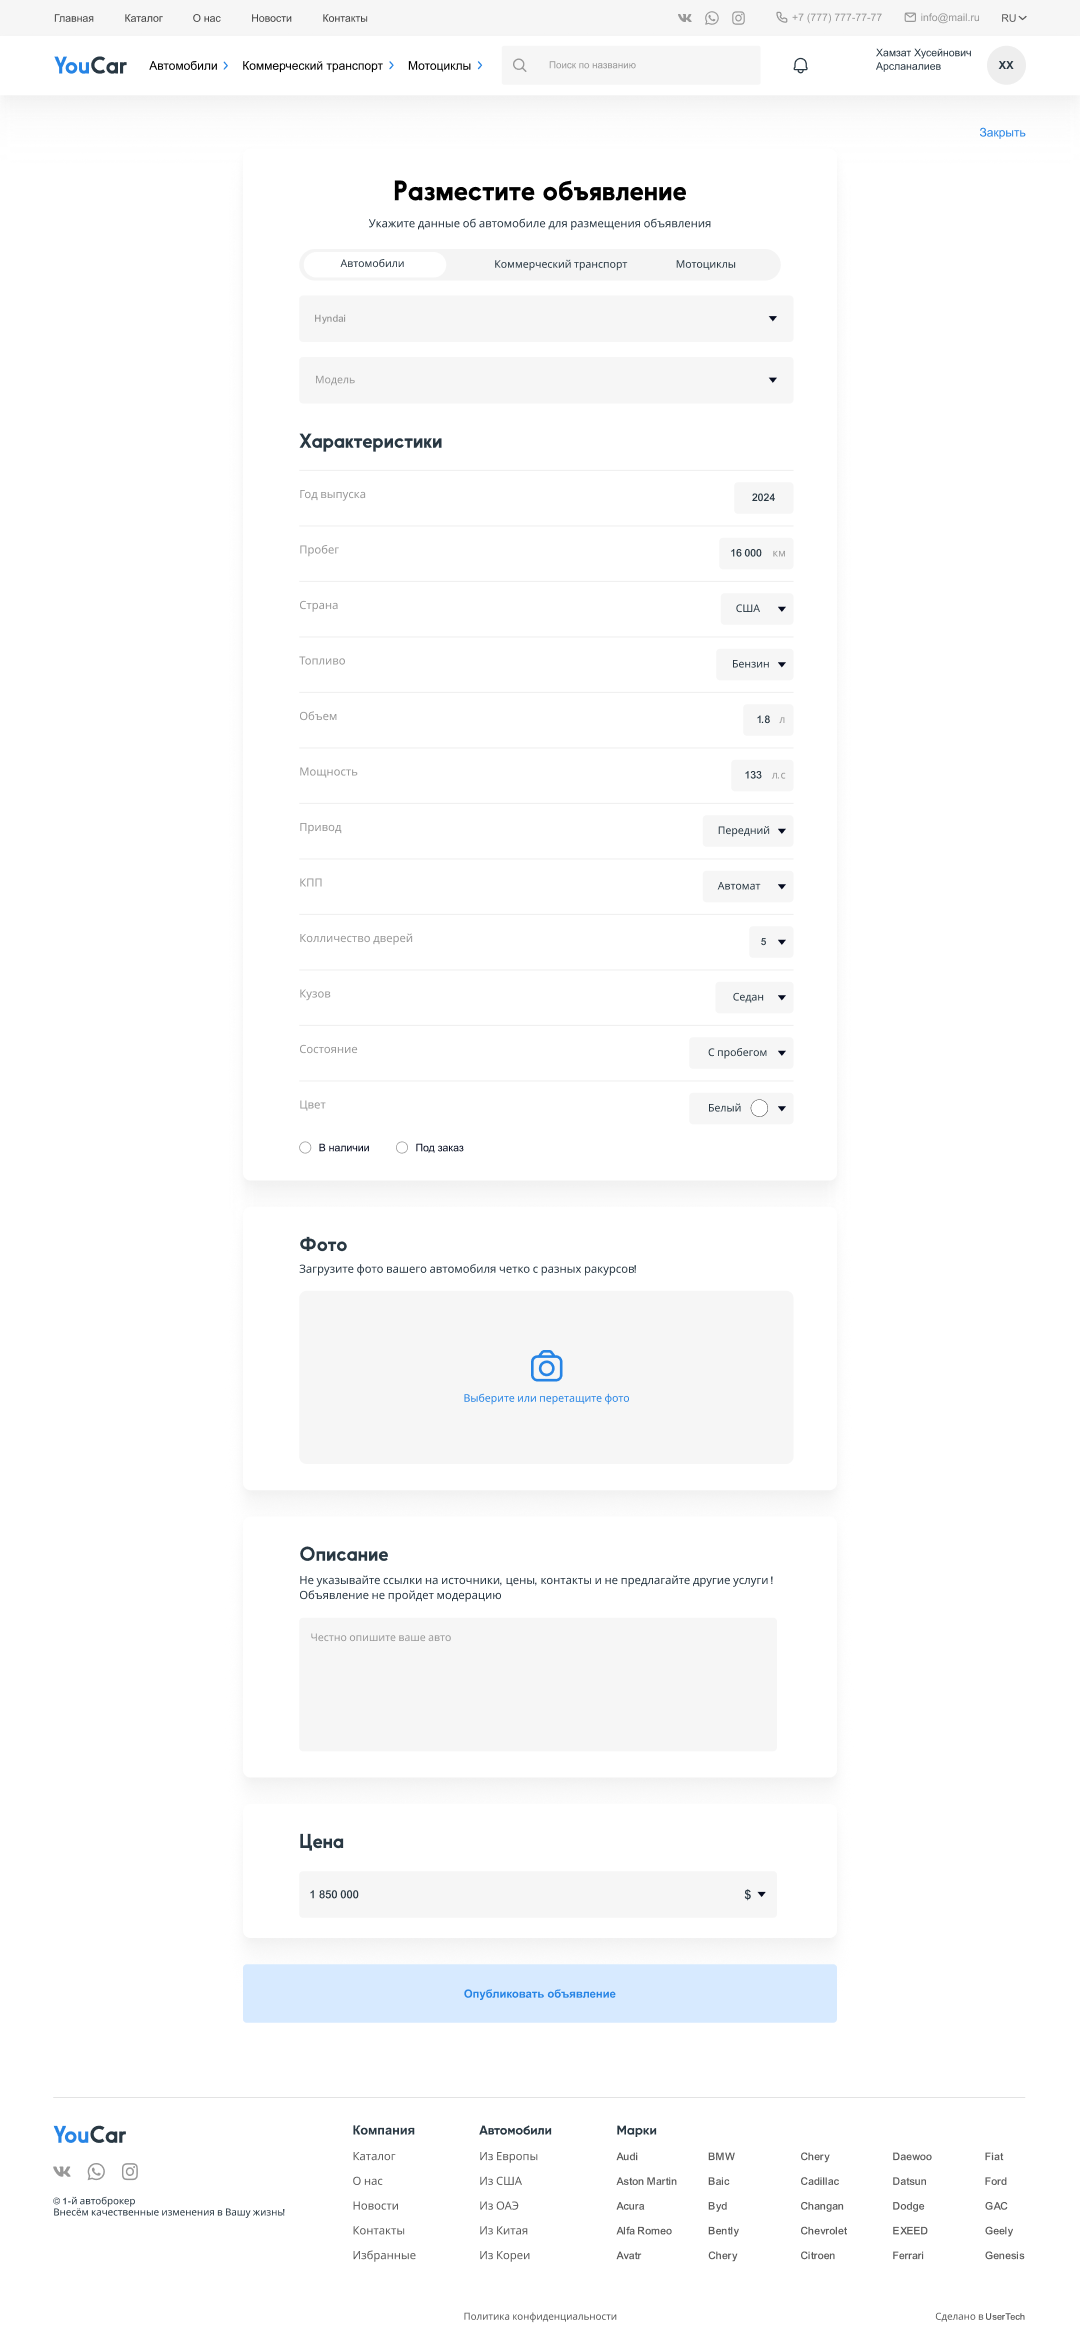 Главная Каталог О нас Новости Контакты +7 (777) 777-77-77 info@mail.ru RU
YouCar Автомобили Коммерческий транспорт Мотоциклы Поиск по названию Хамзат Хусейнович Арсланалиев XX
Закрыть
Разместите объявление
Укажите данные об автомобиле для размещения объявления
Автомобили Коммерческий транспорт Мотоциклы
Hyndai
Модель
Характеристики
Год выпуска 2024
Пробег 16 000 км
Страна США
Топливо Бензин
Объем 1.8 л
Мощность 133 л.с
Привод Передний
КПП Автомат
Колличество дверей 5
Кузов Седан
Состояние С пробегом
Цвет Белый
В наличии Под заказ
Фото
Загрузите фото вашего автомобиля четко с разных ракурсов!
Выберите или перетащите фото
Описание
Не указывайте ссылки на источники, цены, контакты и не предлагайте другие услуги !
Объявление не пройдет модерацию
Честно опишите ваше авто
Цена
1 850 000 $
Опубликовать объявление
YouCar
© 1-й автоброкер
Внесём качественные изменения в Вашу жизнь!
Компания
Каталог
О нас
Новости
Контакты
Избранные
Автомобили
Из Европы
Из США
Из ОАЭ
Из Китая
Из Кореи
Марки
Audi BMW Chery Daewoo Fiat
Aston Martin Baic Cadillac Datsun Ford
Acura Byd Changan Dodge GAC
Alfa Romeo Bently Chevrolet EXEED Geely
Avatr Chery Citroen Ferrari Genesis
Политика конфиденциальности Сделано в UserTech